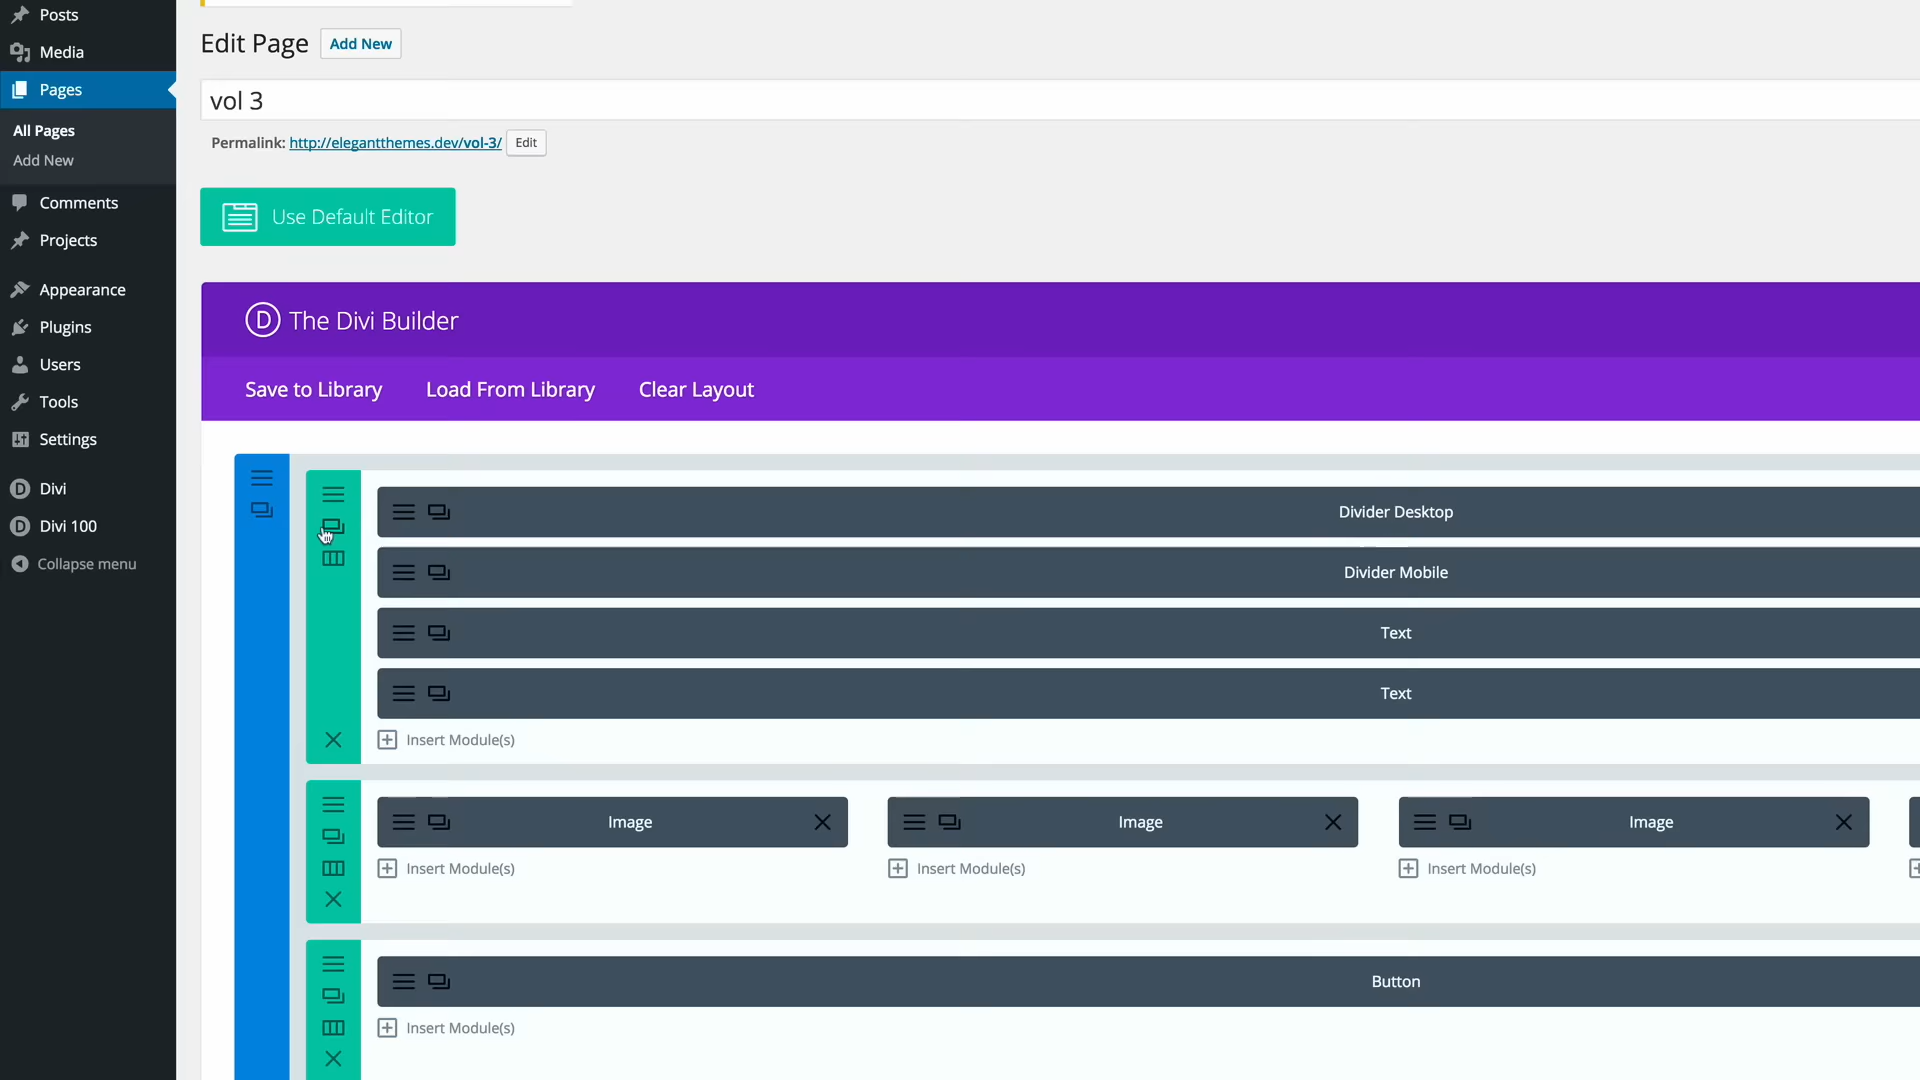 Posts
Media
Pages
All Pages
Add New
Comments
Projects
Appearance
Plugins
Users
Tools
Settings
Divi
Divi 100
Collapse menu
Edit Page
Add New
vol 3
Permalink: http://elegantthemes.dev/vol-3/ Edit
Use Default Editor
D The Divi Builder
Save to Library Load From Library Clear Layout
Divider Desktop
Divider Mobile
Text
Text
Insert Module(s)
Image Image Image
Insert Module(s) Insert Module(s) Insert Module(s)
Button
Insert Module(s)